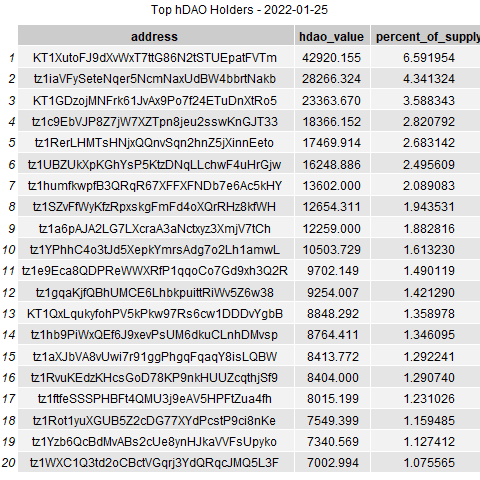 Top hDAO Holders - 2022-01-25
address hdao_value percent_of_supply
1 KT1XutoFJ9dXvWxT7ttG86N2tSTUEpatFVTm 42920.155 6.591954
2 tz1iaVFySeteNqer5NcmNaxUdBW4bbrtNakb 28266.324 4.341324
3 KT1GDzojMNFrk61JvAx9Po7f24ETuDnXtRo5 23363.670 3.588343
4 tz1c9EbVJP8Z7jW7XZTpn8jeu2sswKnGJT33 18366.152 2.820792
5 tz1RerLHMTsHNjxQQnvSqn2hnZ5jXinnEeto 17469.914 2.683142
6 tz1UBZUkXpKGhYsP5KtzDNqLLchwF4uHrGjw 16248.886 2.495609
7 tz1humfkwpfB3QRqR67XFFXFNDb7e6Ac5kHY 13602.000 2.089083
8 tz1SZvFfWyKfzRpxskgFmFd4oXQrRHz8kfWH 12654.311 1.943531
9 tz1a6pAJA2LG7LXcraA3aNctxyz3XmjV7tCh 12259.000 1.882816
10 tz1YPhhC4o3tJd5XepkYmrsAdg7o2Lh1amwL 10503.729 1.613230
11 tz1e9Eca8QDPReWWXRfP1qqoCo7Gd9xh3Q2R 9702.149 1.490119
12 tz1gqaKjfQBhUMCE6LhbkpuittRiWv5Z6w38 9254.007 1.421290
13 KT1QxLqukyfohPV5kPkw97Rs6cw1DDDvYgbB 8848.292 1.358978
14 tz1hb9PiWxQEf6J9xevPsUM6dkuCLnhDMvsp 8764.411 1.346095
15 tz1aXJbVA8vUwi7r91ggPhgqFqaqY8isLQBW 8413.772 1.292241
16 tz1RvuKEdzKHcsGoD78KP9nkHUUZcqthjSf9 8404.000 1.290740
17 tz1ftfeSSSPHBFt4QMU3j9eAV5HPFtZua4fh 8015.199 1.231026
18 tz1Rot1yuXGUB5Z2cDG77XYdPcstP9ci8nKe 7549.399 1.159485
19 tz1Yzb6QcBdMvABs2cUe8ynHJkaVVFsUpyko 7340.569 1.127412
20 tz1WXC1Q3td2oCBctVGqrj3YdQRqcJMQ5L3F 7002.994 1.075565